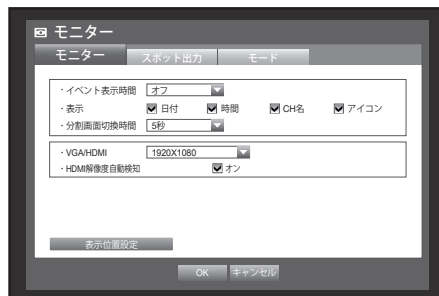 モニター
モニター スポット出力 モード
・イベント表示時間 オフ
・表示 日付 時間 CH名 アイコン
・分割画面切換時間 5秒
・VGA/HDMI 1920X1080
・HDMI解像度自動検知 オン
表示位置設定
OK キャンセル